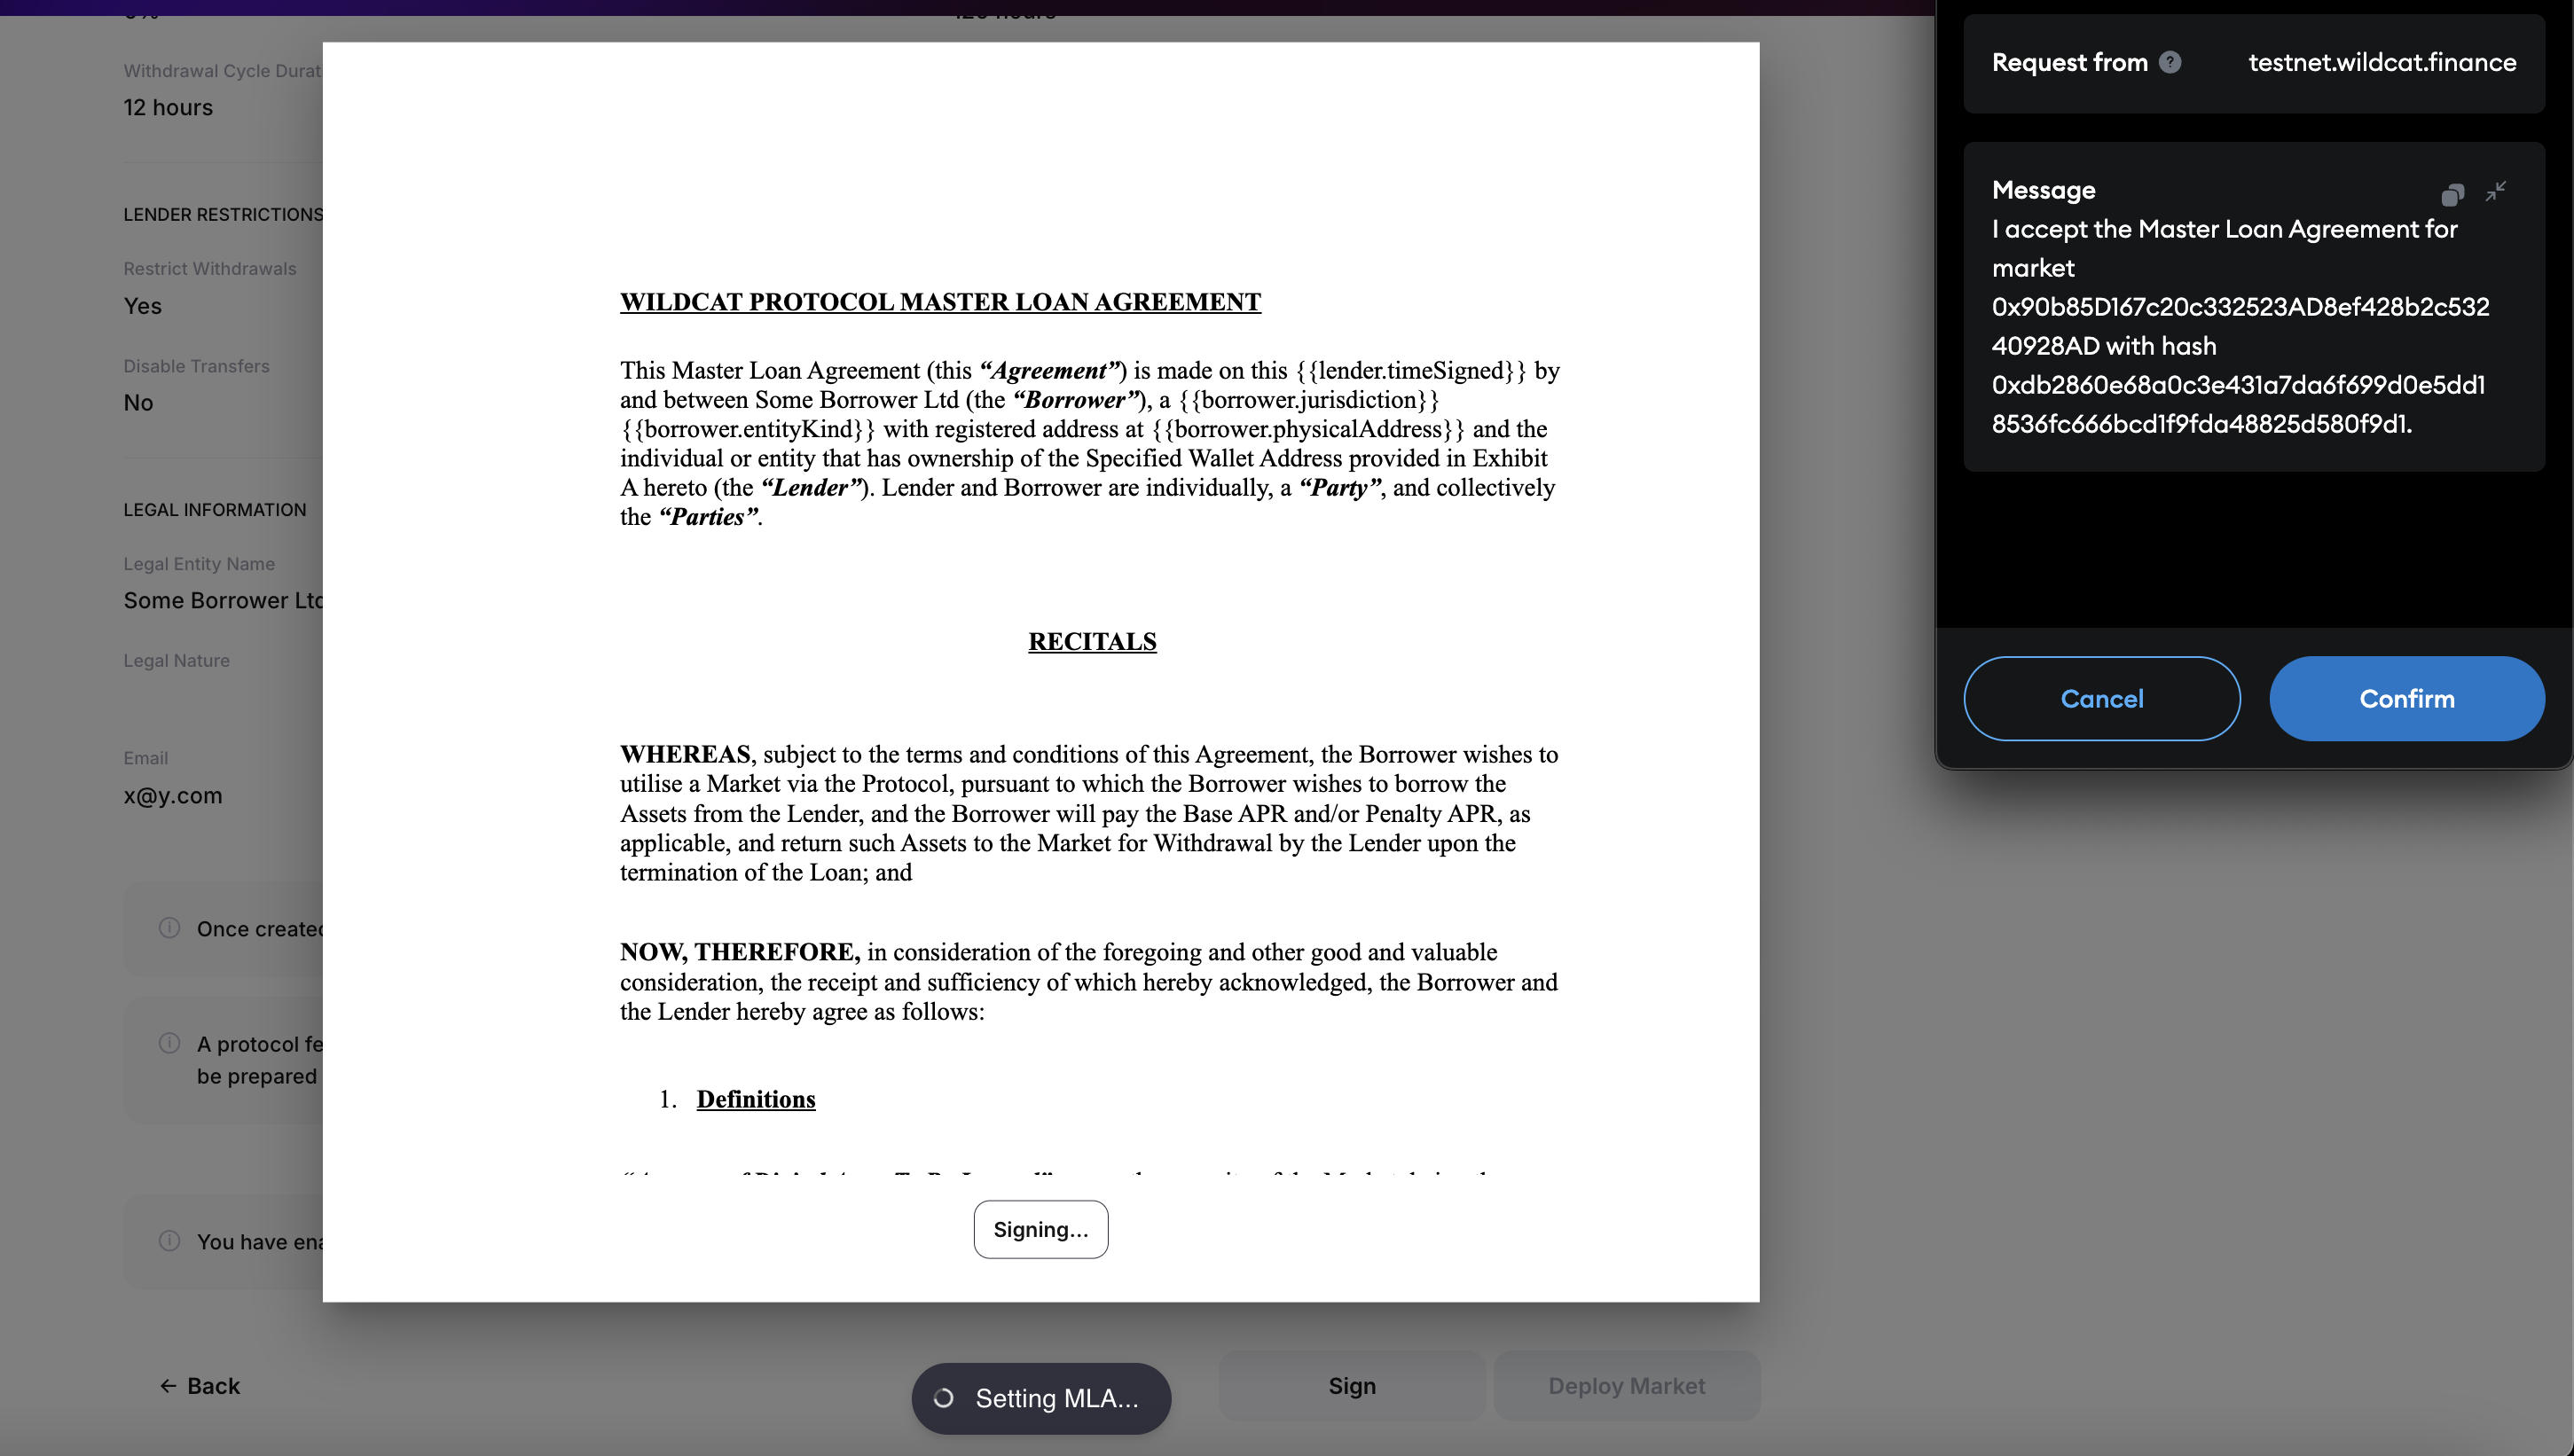 Withdrawal Cycle Durat
12 hours
LENDER RESTRICTIONS
Restrict Withdrawals
Yes
Disable Transfers
No
LEGAL INFORMATION
Legal Entity Name
Some Borrower Ltd
Legal Nature
Email
x@y.com
Once created
A protocol fe
be prepared
You have ena
← Back
WILDCAT PROTOCOL MASTER LOAN AGREEMENT
This Master Loan Agreement (this “Agreement”) is made on this {{lender.timeSigned}} by
and between Some Borrower Ltd (the “Borrower”), a {{borrower.jurisdiction}}
{{borrower.entityKind}} with registered address at {{borrower.physicalAddress}} and the
individual or entity that has ownership of the Specified Wallet Address provided in Exhibit
A hereto (the “Lender”). Lender and Borrower are individually, a “Party”, and collectively
the “Parties”.
RECITALS
WHEREAS, subject to the terms and conditions of this Agreement, the Borrower wishes to
utilise a Market via the Protocol, pursuant to which the Borrower wishes to borrow the
Assets from the Lender, and the Borrower will pay the Base APR and/or Penalty APR, as
applicable, and return such Assets to the Market for Withdrawal by the Lender upon the
termination of the Loan; and
NOW, THEREFORE, in consideration of the foregoing and other good and valuable
consideration, the receipt and sufficiency of which hereby acknowledged, the Borrower and
the Lender hereby agree as follows:
1. Definitions
Signing...
Setting MLA...
Sign
Deploy Market
Request from ? testnet.wildcat.finance
Message
I accept the Master Loan Agreement for
market
0x90b85D167c20c332523AD8ef428b2c532
40928AD with hash
0xdb2860e68a0c3e431a7da6f699d0e5dd1
8536fc666bcd1f9fda48825d580f9d1.
Cancel
Confirm